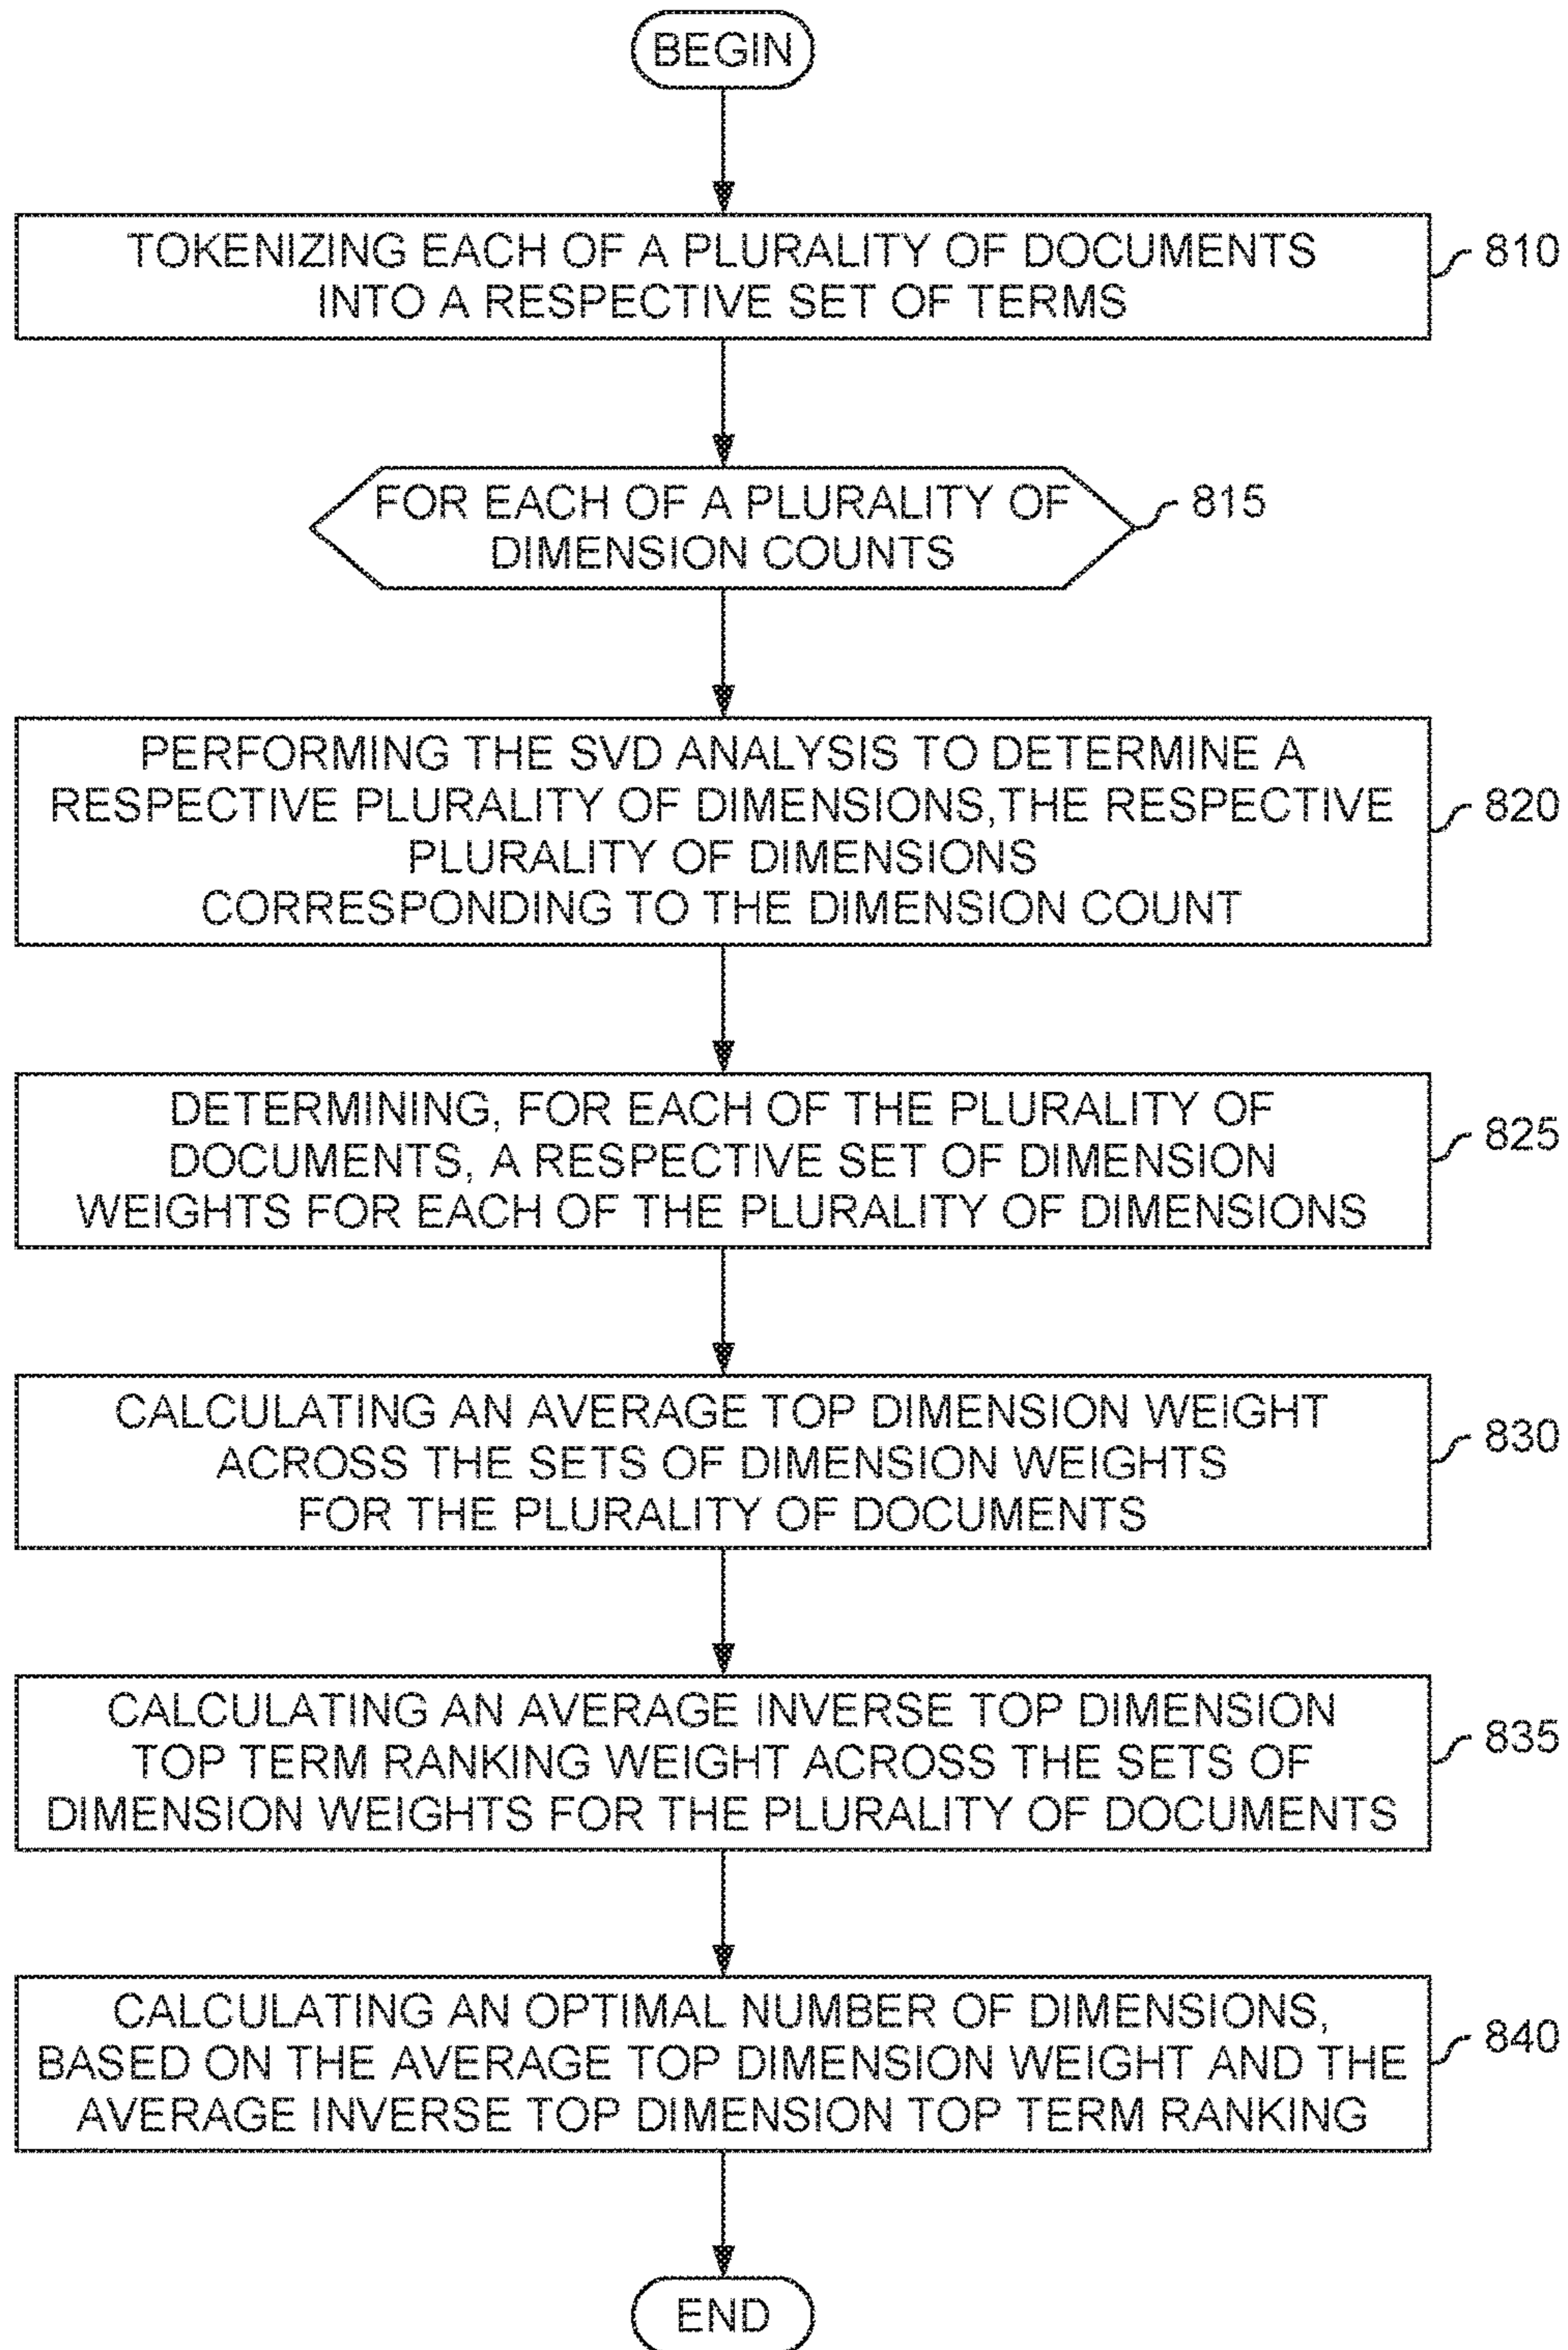 BEGIN
TOKENIZING EACH OF A PLURALITY OF DOCUMENTS
INTO A RESPECTIVE SET OF TERMS
810
FOR EACH OF A PLURALITY OF
DIMENSION COUNTS
815
PERFORMING THE SVD ANALYSIS TO DETERMINE A
RESPECTIVE PLURALITY OF DIMENSIONS,THE RESPECTIVE
PLURALITY OF DIMENSIONS
CORRESPONDING TO THE DIMENSION COUNT
820
DETERMINING, FOR EACH OF THE PLURALITY OF
DOCUMENTS, A RESPECTIVE SET OF DIMENSION
WEIGHTS FOR EACH OF THE PLURALITY OF DIMENSIONS
825
CALCULATING AN AVERAGE TOP DIMENSION WEIGHT
ACROSS THE SETS OF DIMENSION WEIGHTS
FOR THE PLURALITY OF DOCUMENTS
830
CALCULATING AN AVERAGE INVERSE TOP DIMENSION
TOP TERM RANKING WEIGHT ACROSS THE SETS OF
DIMENSION WEIGHTS FOR THE PLURALITY OF DOCUMENTS
835
CALCULATING AN OPTIMAL NUMBER OF DIMENSIONS,
BASED ON THE AVERAGE TOP DIMENSION WEIGHT AND THE
AVERAGE INVERSE TOP DIMENSION TOP TERM RANKING
840
END